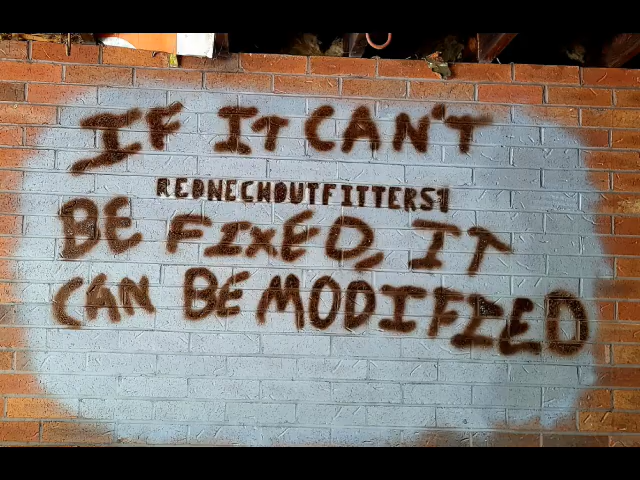 IF IT CAN'T
REDNECKOUTFITTERS1
BE FIXED, IT
CAN BE MODIFIED